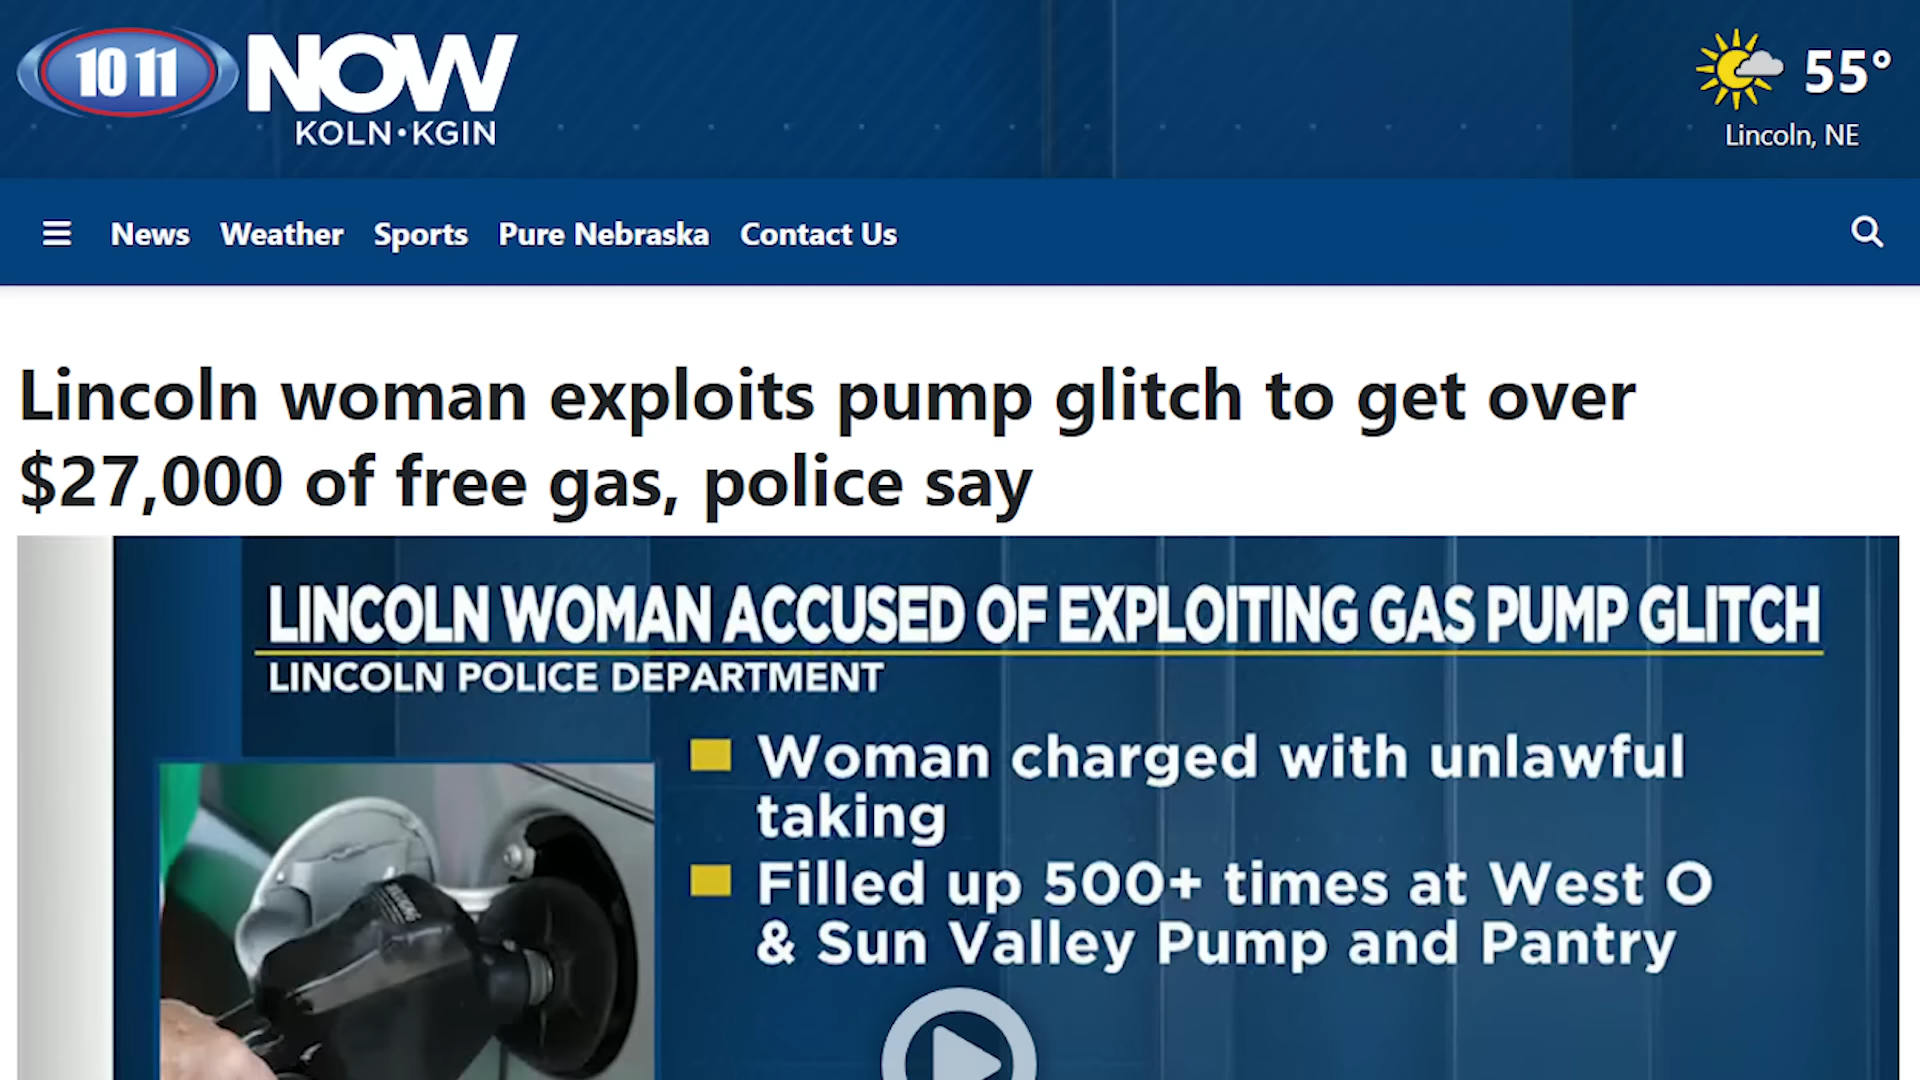 10 11 NOW
KOLN•KGIN
55°
Lincoln, NE
News Weather Sports Pure Nebraska Contact Us
Lincoln woman exploits pump glitch to get over
$27,000 of free gas, police say
LINCOLN WOMAN ACCUSED OF EXPLOITING GAS PUMP GLITCH
LINCOLN POLICE DEPARTMENT
Woman charged with unlawful
taking
Filled up 500+ times at West O
& Sun Valley Pump and Pantry